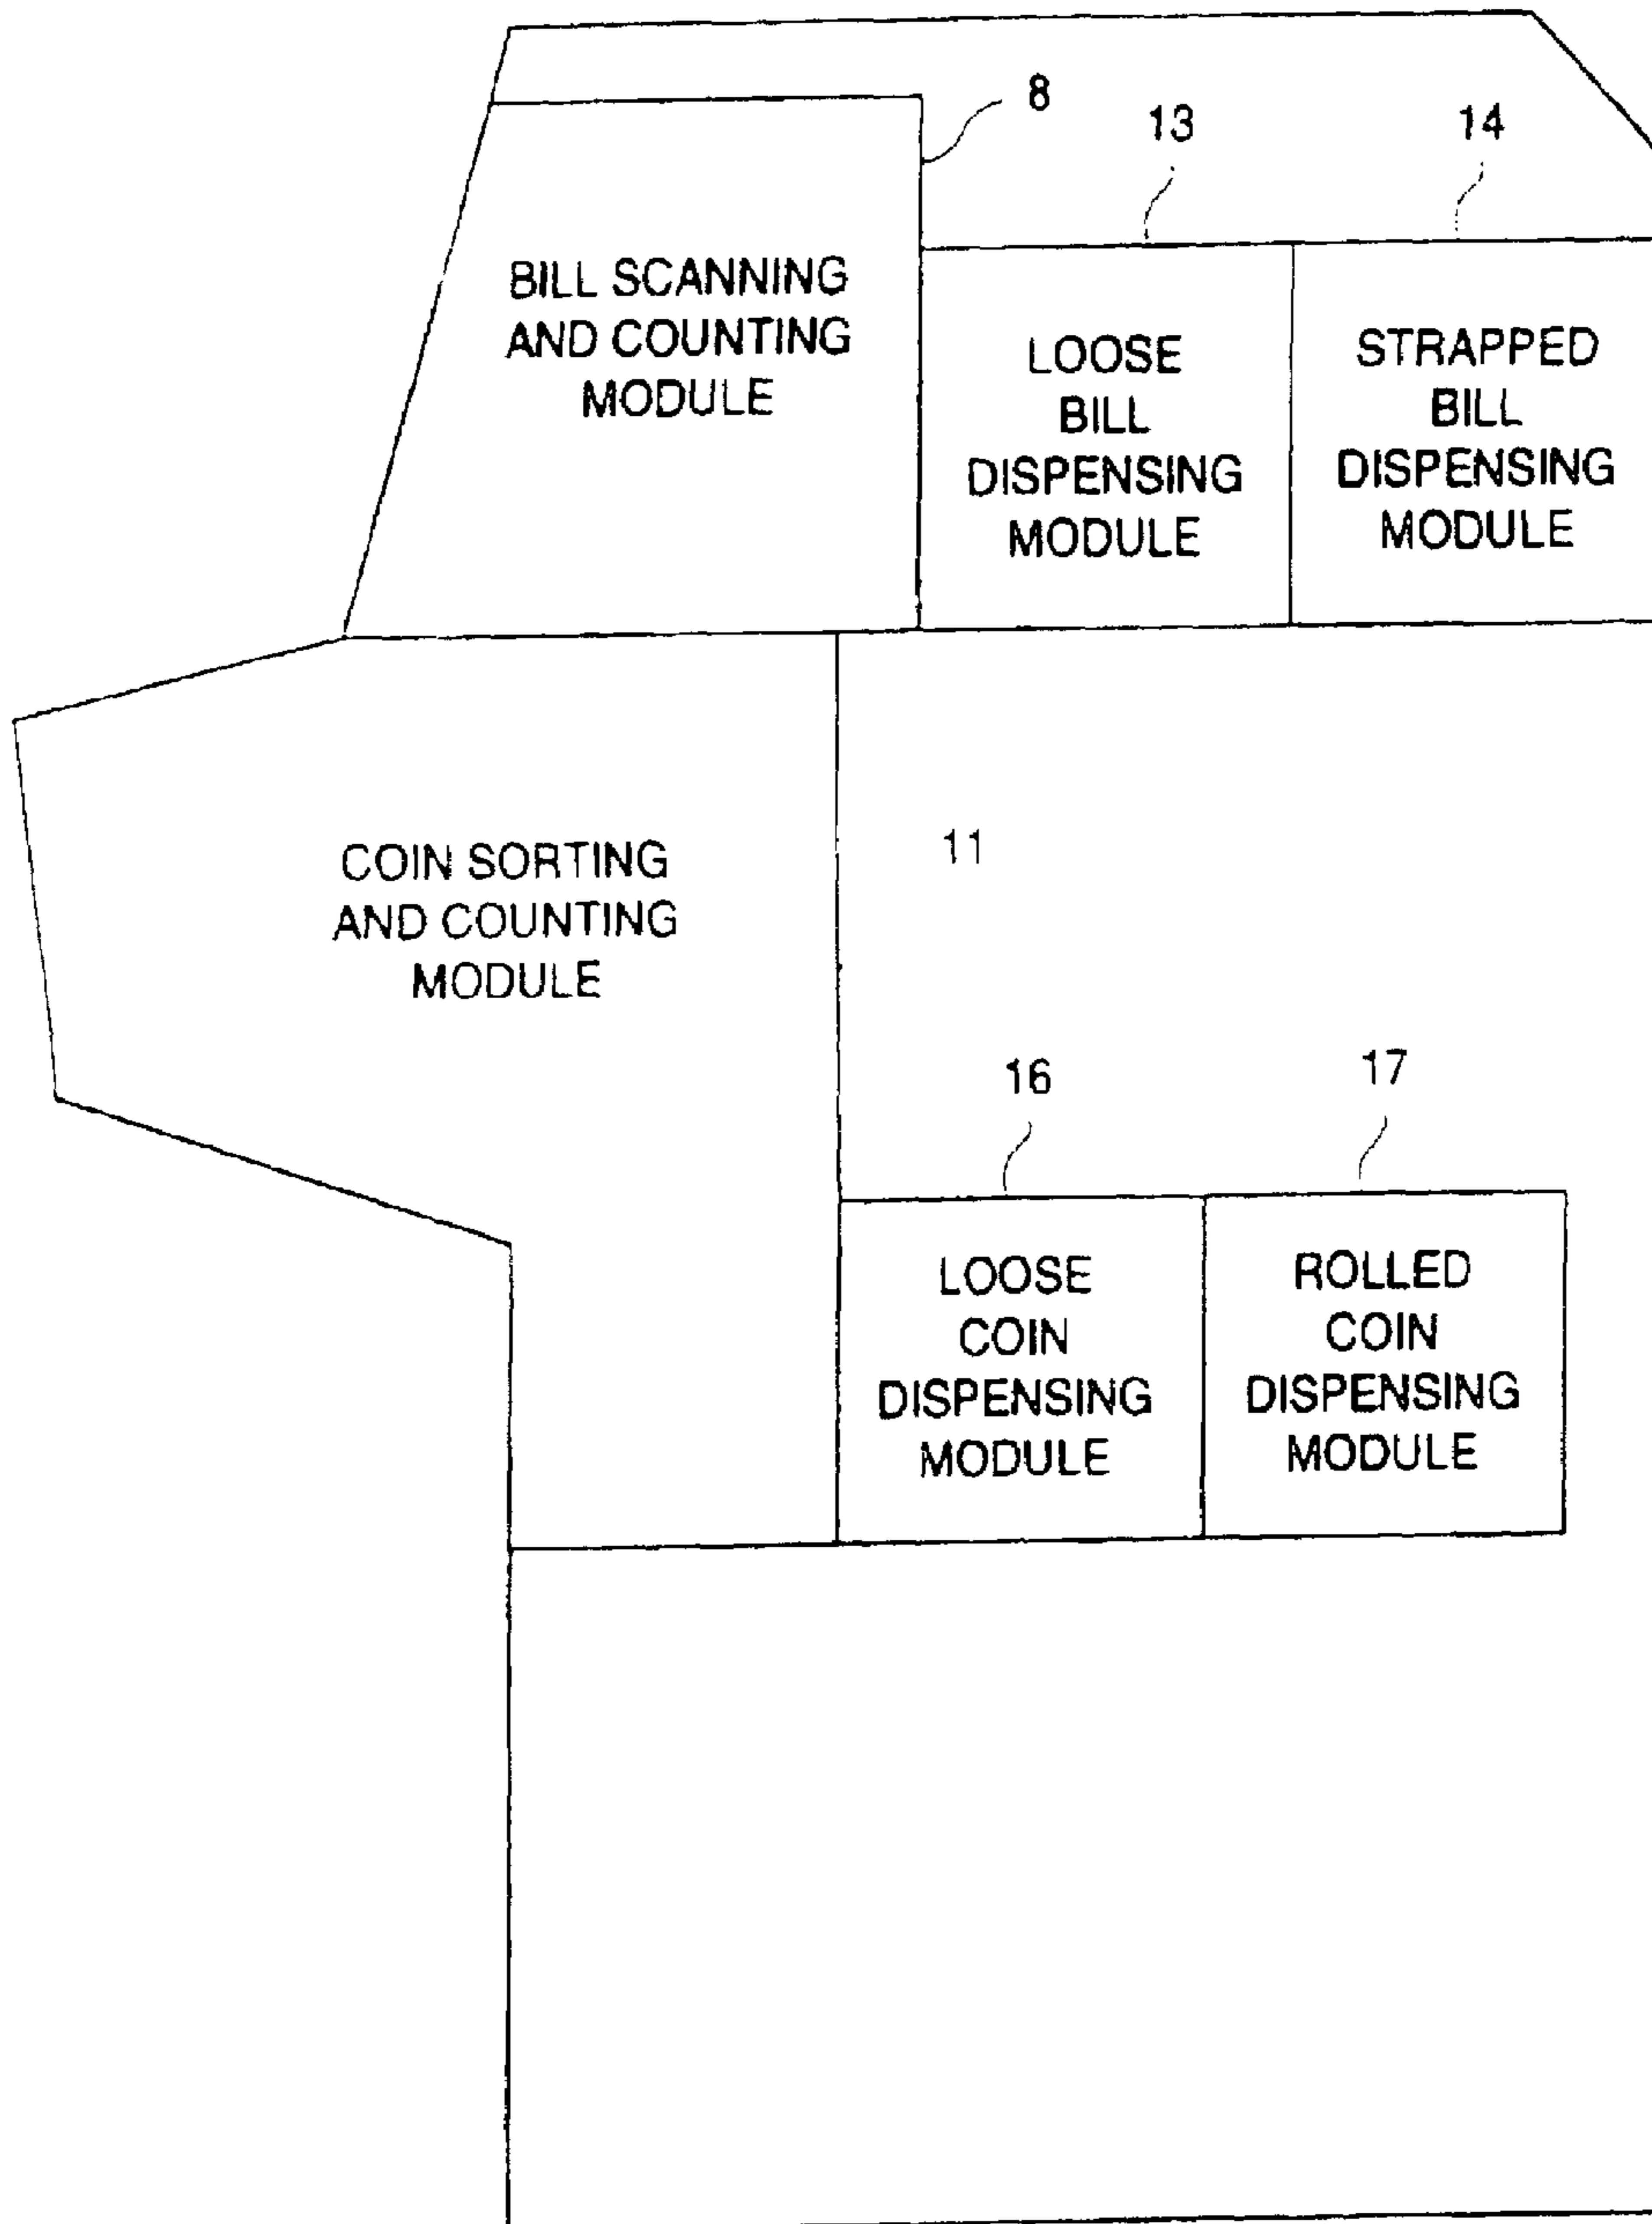 8
13
14
BILL SCANNING
AND COUNTING
MODULE
LOOSE
BILL
DISPENSING
MODULE
STRAPPED
BILL
DISPENSING
MODULE
COIN SORTING
AND COUNTING
MODULE
11
16
17
LOOSE
COIN
DISPENSING
MODULE
ROLLED
COIN
DISPENSING
MODULE